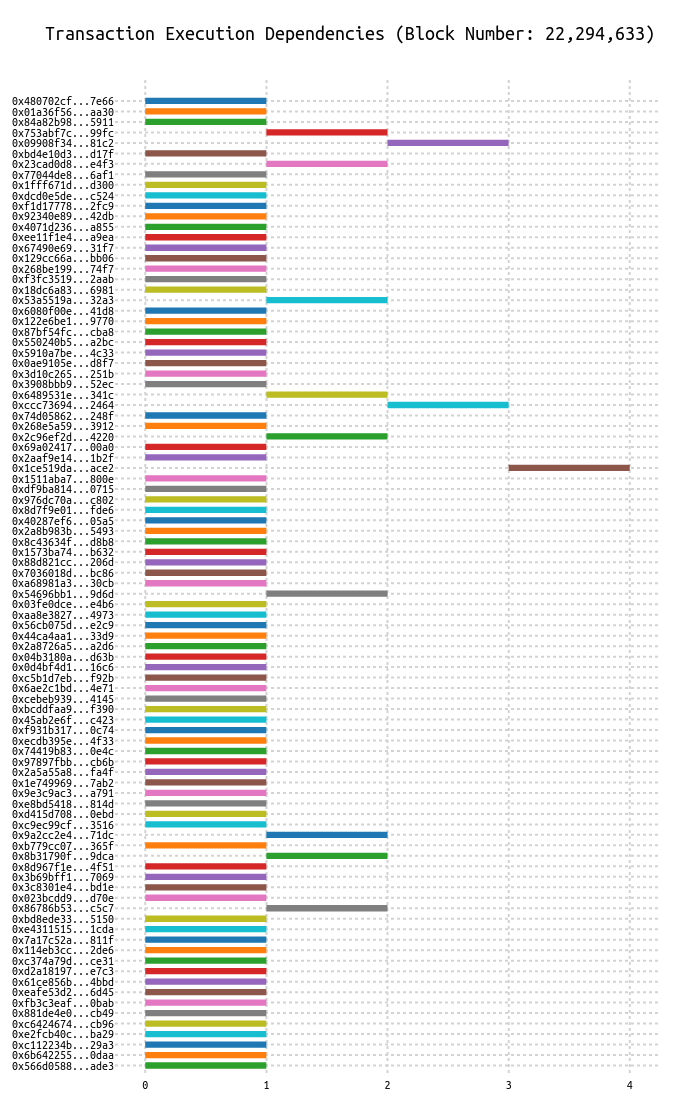 Transaction Execution Dependencies (Block Number: 22,294,633)
0x480702cf...7e66
0x01a36f56...aa30
0x84a82b98...5911
0x753abf7c...99fc
0x09908f34...81c2
0xbd4e10d3...d17f
0x23cad0d8...e4f3
0x77044de8...6af1
0x1fff671d...d300
0xdcd0e5de...c524
0xf1d17778...2fc9
0x92340e89...42db
0x4071d236...a855
0xee11f1e4...a9ea
0x67490e69...31f7
0x129cc66a...bb06
0x268be199...74f7
0xf3fc3519...2aab
0x18dc6a83...6981
0x53a5519a...32a3
0x6080f00e...41d8
0x122e6be1...9770
0x87bf54fc...cba8
0x550240b5...a2bc
0x5910a7be...4c33
0x0ae9105e...d8f7
0x3d10c265...251b
0x3908bbb9...52ec
0x6489531e...341c
0xccc73694...2464
0x74d05862...248f
0x268e5a59...3912
0x2c96ef2d...4220
0x69a02417...00a0
0x2aaf9e14...1b2f
0x1ce519da...ace2
0x1511aba7...800e
0xdf9ba814...0715
0x976dc70a...c802
0x8d7f9e01...fde6
0x40287ef6...05a5
0x2a8b983b...5493
0x8c43634f...d8b8
0x1573ba74...b632
0x88d821cc...206d
0x7036018d...bc86
0xa68981a3...30cb
0x54696bb1...9d6d
0x03fe0dce...e4b6
0xaa8e3827...4973
0x56cb075d...e2c9
0x44ca4aa1...33d9
0x2a8726a5...a2d6
0x04b3180a...d63b
0x0d4bf4d1...16c6
0xc5b1d7eb...f92b
0x6ae2c1bd...4e71
0xcebeb939...4145
0xbcddfaa9...f390
0x45ab2e6f...c423
0xf931b317...0c74
0xecdb395e...4f33
0x74419b83...0e4c
0x97897fbb...cb6b
0x2a5a55a8...fa4f
0x1e749969...7ab2
0x9e3c9ac3...a791
0xe8bd5418...814d
0xd415d708...0ebd
0xc9ec99cf...3516
0x9a2cc2e4...71dc
0xb779cc07...365f
0x8b31790f...9dca
0x8d967f1e...4f51
0x3b69bff1...7069
0x3c8301e4...bd1e
0x023bcdd9...d70e
0x86786b53...c5c7
0xbd8ede33...5150
0xe4311515...1cda
0x7a17c52a...811f
0x114eb3cc...2de6
0xc374a79d...ce31
0xd2a18197...e7c3
0x61ce856b...4bbd
0xeafe53d2...6d45
0xfb3c3eaf...0bab
0x881de4e0...cb49
0xc6424674...cb96
0xe2fcb40c...ba29
0xc112234b...29a3
0x6b642255...0daa
0x566d0588...ade3
0 1 2 3 4